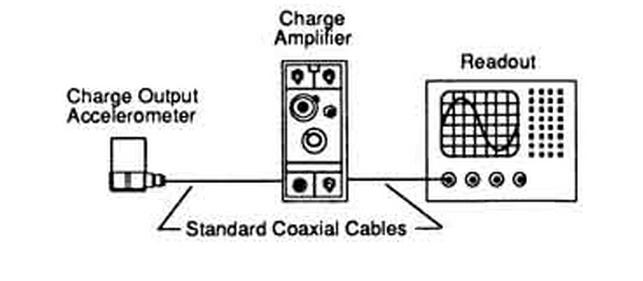 Charge
Amplifier
Readout
Charge Output
Accelerometer
Standard Coaxial Cables